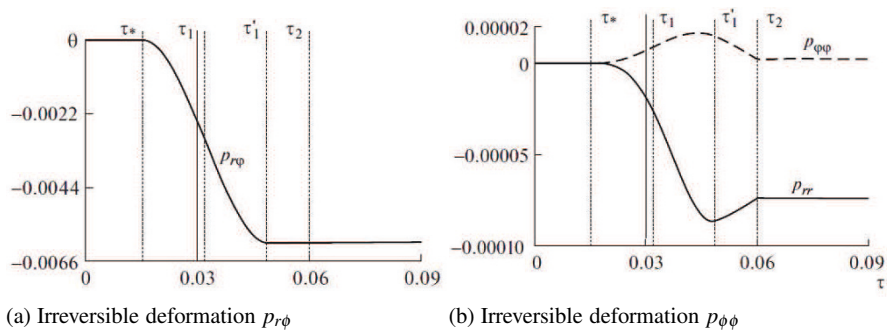 θ
τ*
τ1
τ'1
τ2
−0.0022
−0.0044
−0.0066
prφ
0
0.03
0.06
0.09
(a) Irreversible deformation prϕ
0.00002
0
−0.00005
−0.00010
τ*
τ1
τ'1
τ2
pφφ
prr
0
0.03
0.06
0.09
τ
(b) Irreversible deformation pϕϕ